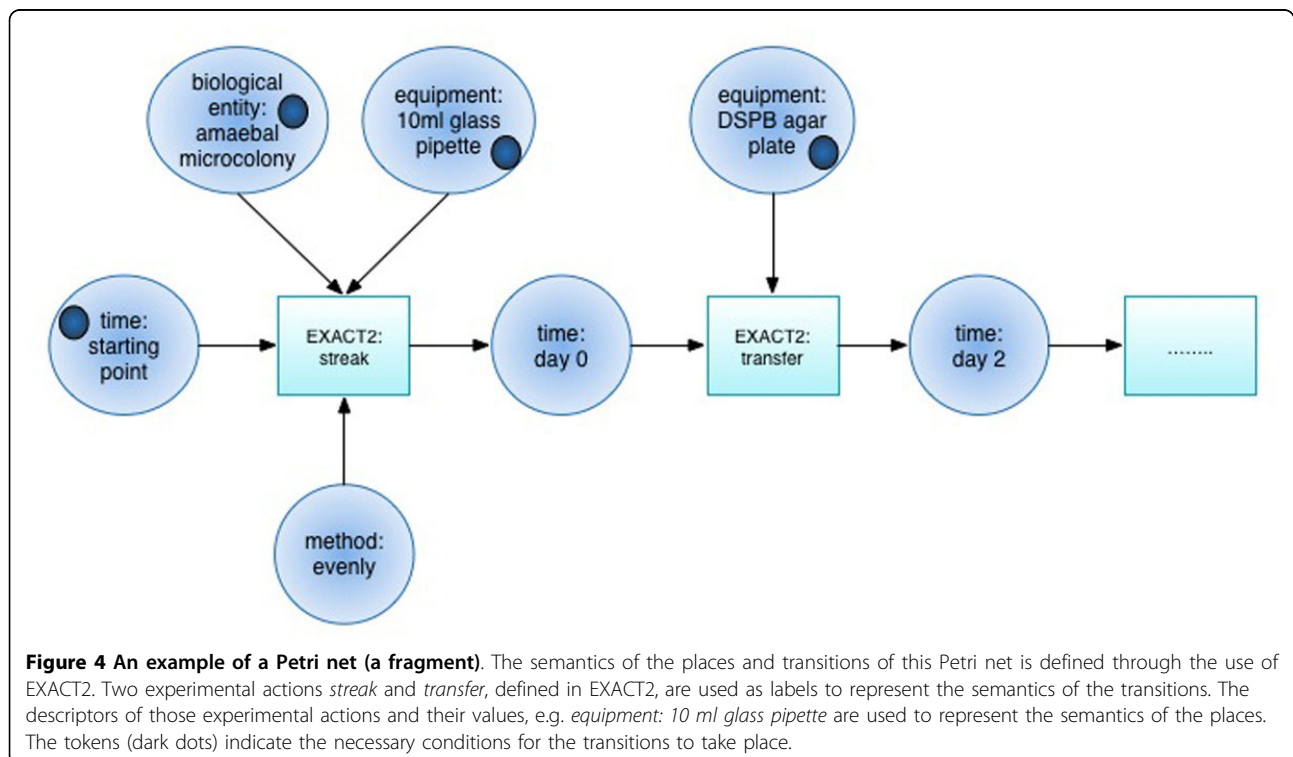 biological
entity:
amaebal
microcolony
equipment:
10ml glass
pipette
equipment:
DSPB agar
plate
time:
starting
point
EXACT2:
streak
time:
day 0
EXACT2:
transfer
time:
day 2
........
method:
evenly
Figure 4 An example of a Petri net (a fragment). The semantics of the places and transitions of this Petri net is defined through the use of
EXACT2. Two experimental actions streak and transfer, defined in EXACT2, are used as labels to represent the semantics of the transitions. The
descriptors of those experimental actions and their values, e.g. equipment: 10 ml glass pipette are used to represent the semantics of the places.
The tokens (dark dots) indicate the necessary conditions for the transitions to take place.